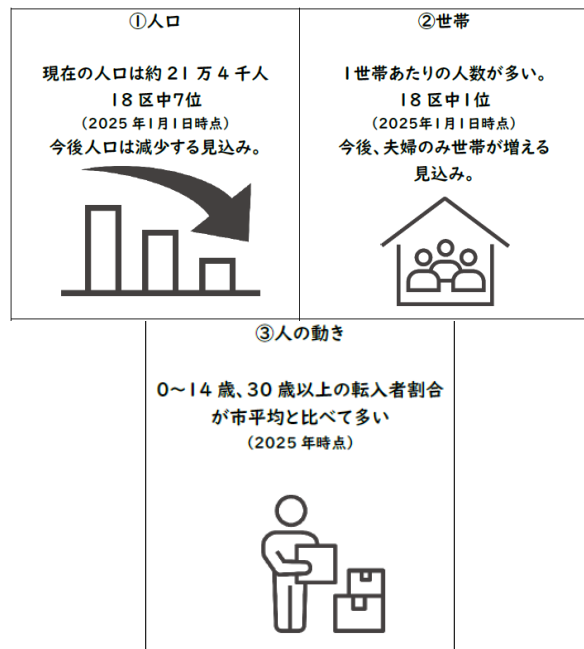 ①人口
現在の人口は約21万4千人
18区中7位
(2025年1月1日時点)
今後人口は減少する見込み。
②世帯
1世帯あたりの人数が多い。
18区中1位
(2025年1月1日時点)
今後、夫婦のみ世帯が増える
見込み。
③人の動き
0～14歳、30歳以上の転入者割合
が市平均と比べて多い
(2025年時点)